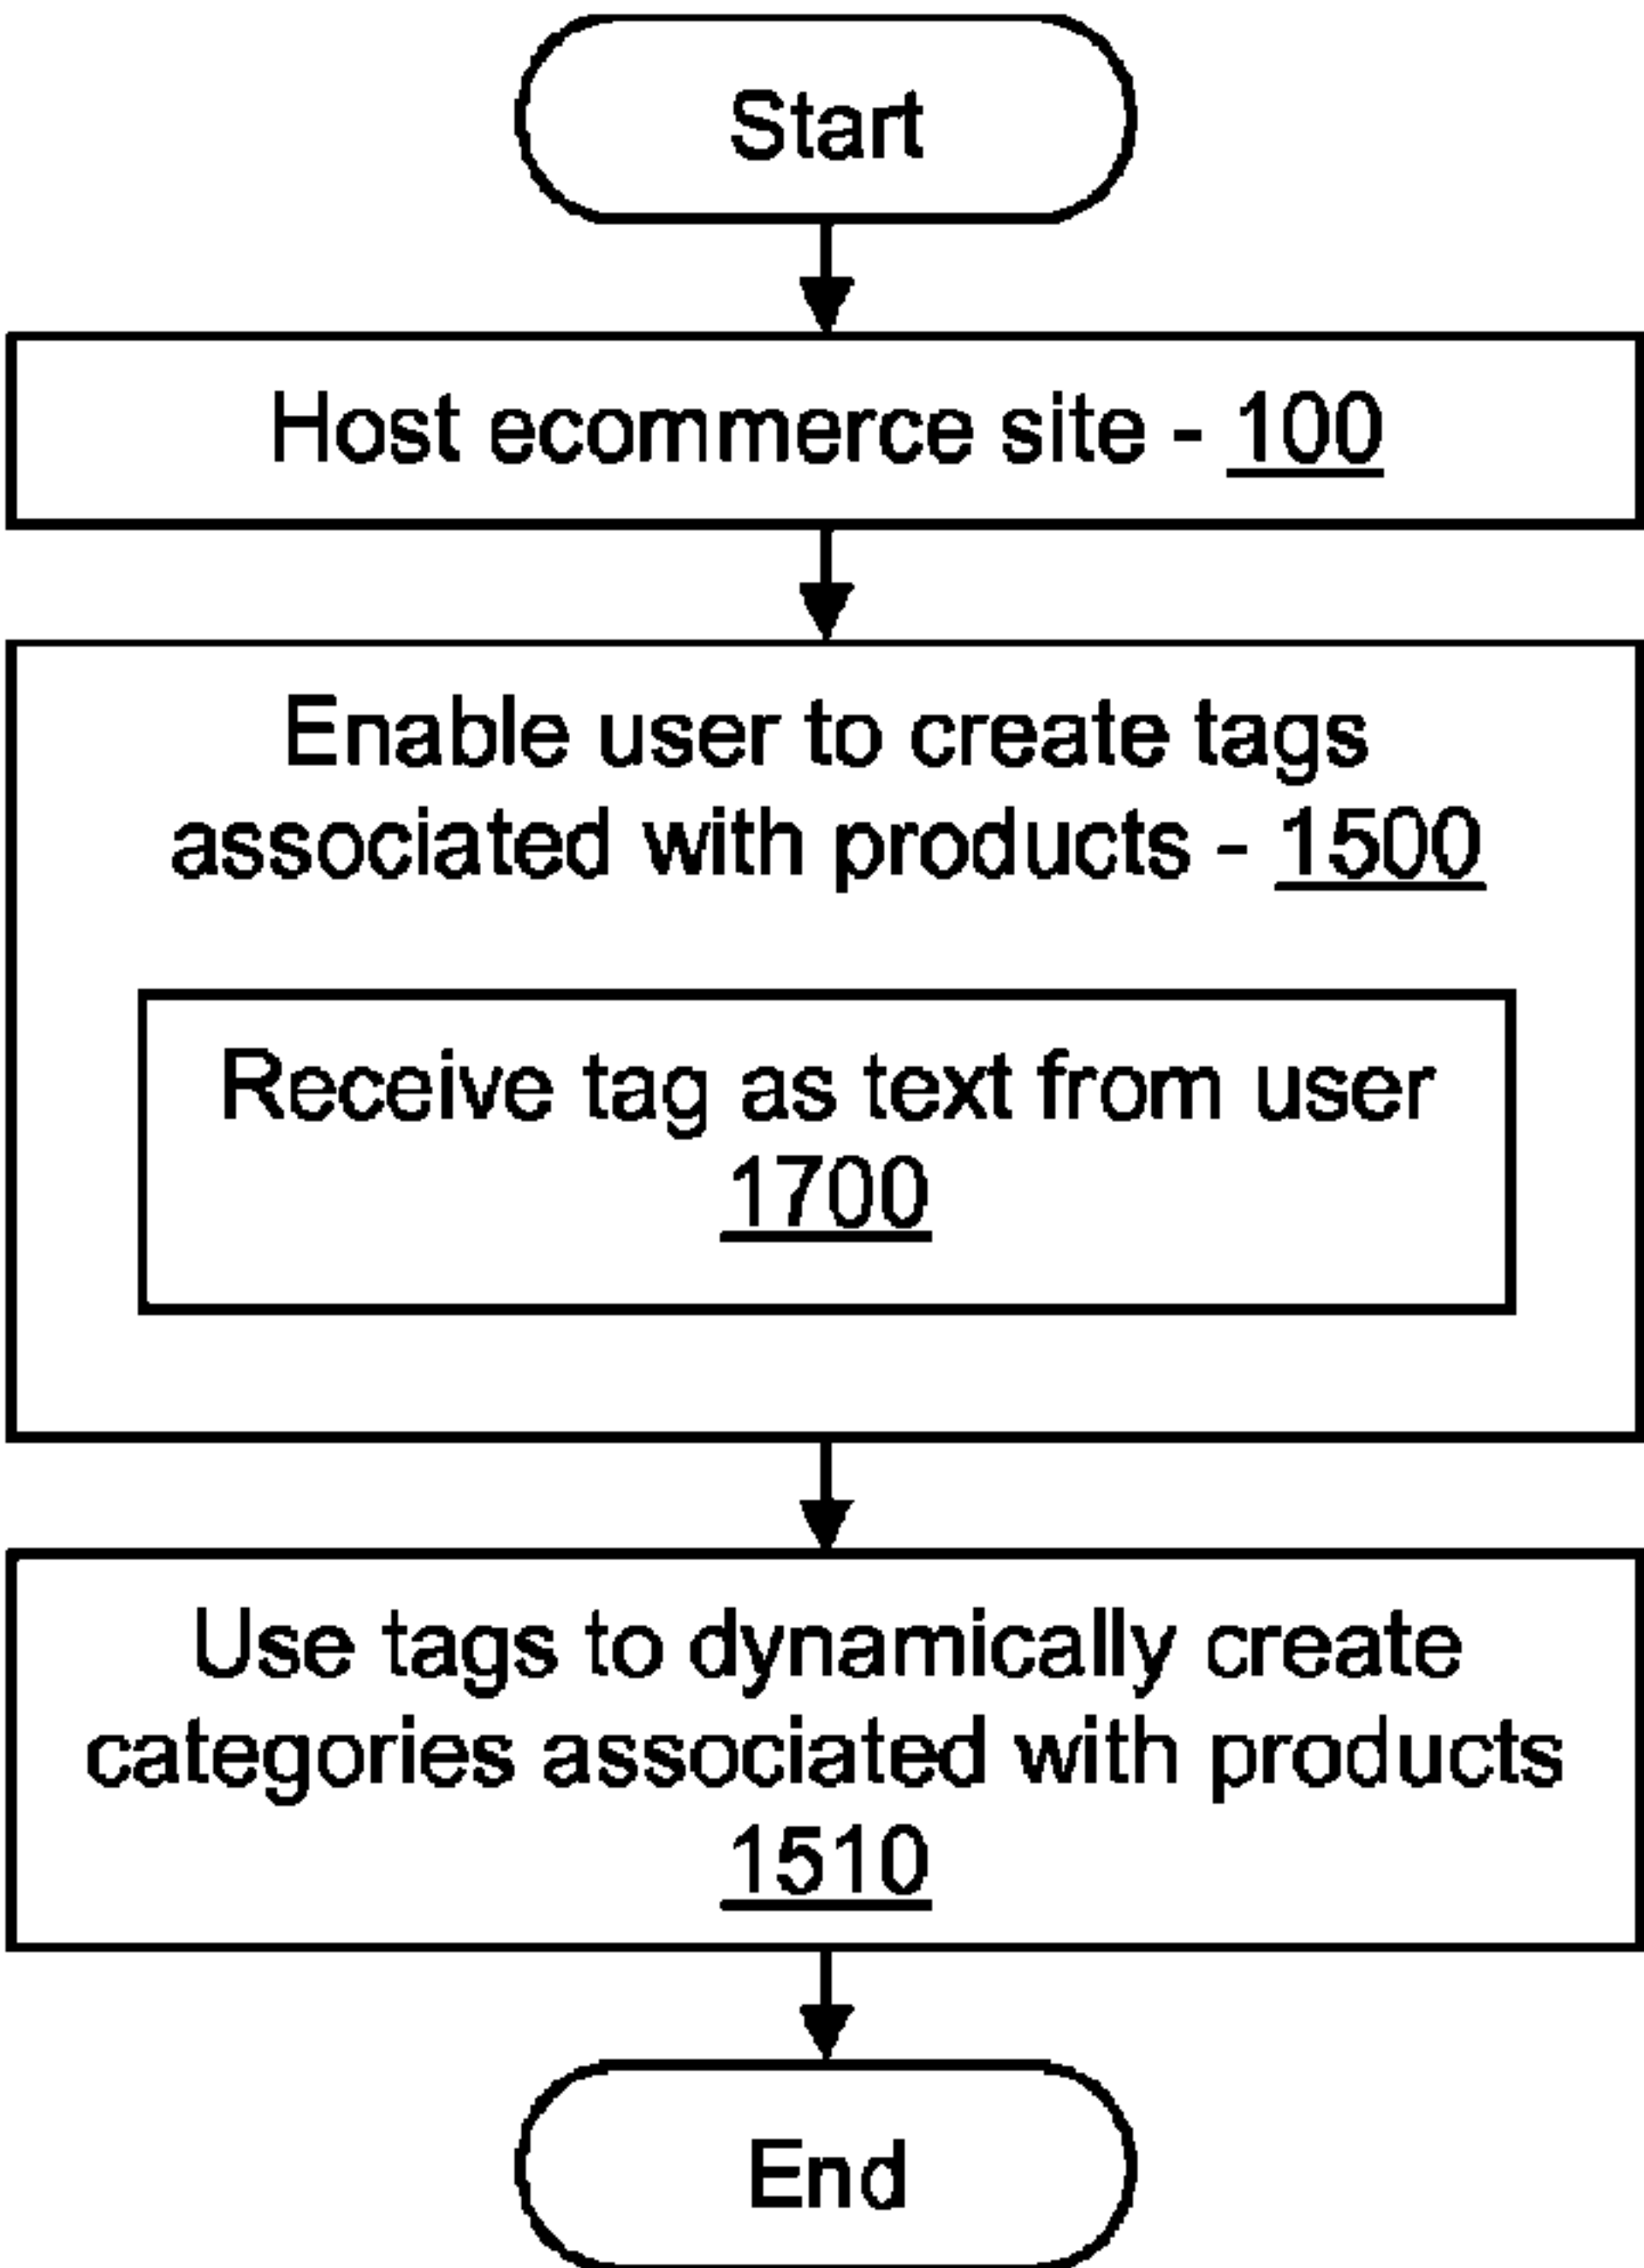 Start
Host ecommerce site - 100
Enable user to create tags
associated with products - 1500
Receive tag as text from user
1700
Use tags to dynamically create
categories associated with products
1510
End